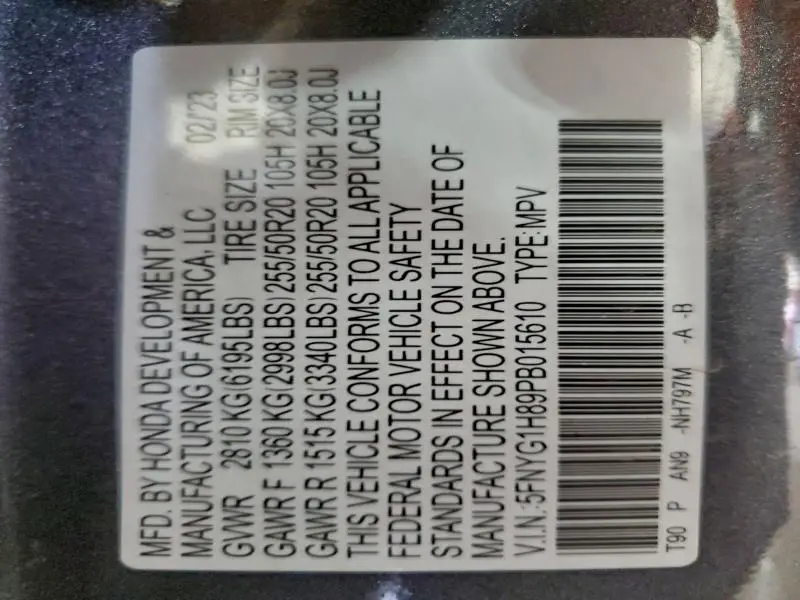 MFD. BY HONDA DEVELOPMENT &
MANUFACTURING OF AMERICA, LLC 02/23
GVWR 2810 KG(6195LBS) TIRE SIZE RIM SIZE
GAWR F 1360 KG(2998LBS)255/50R20 105H 20X8.0J
GAWR R 1515 KG(3340LBS)255/50R20 105H 20X8.0J
THIS VEHICLE CONFORMS TO ALL APPLICABLE
FEDERAL MOTOR VEHICLE SAFETY
STANDARDS IN EFFECT ON THE DATE OF
MANUFACTURE SHOWN ABOVE.
V.I.N.:5FNYG1H89PB015610 TYPE:MPV
T90 P AN9 -NH797M -A -B